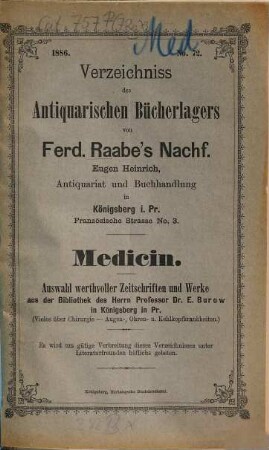 Cat. 757
Med
1886. No. 72.
Verzeichniss
des
Antiquarischen Bücherlagers
von
Ferd. Raabe's Nachf.
Eugen Heinrich,
Antiquariat und Buchhandlung
in
Königsberg i. Pr.
Französische Strasse No. 3.
Medicin.
Auswahl werthvoller Zeitschriften und Werke
aus der Bibliothek des Herrn Professor Dr. E. Burow
in Königsberg in Pr.
(Vieles über Chirurgie — Augen-, Ohren- u. Kehlkopfkrankheiten.)
Es wird um gütige Verbreitung dieses Verzeichnisses unter
Literaturfreunden höflichst gebeten.
Königsberg,